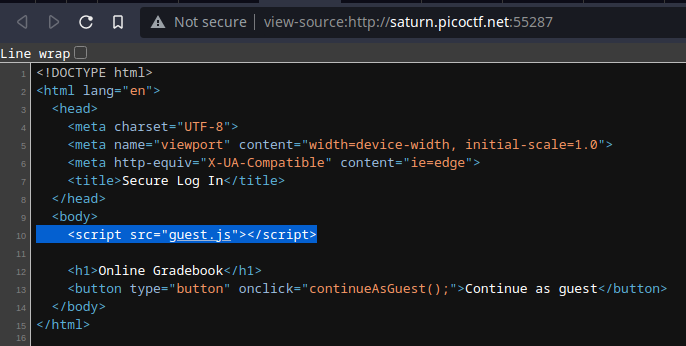 Not secure | view-source:http://saturn.picoctf.net:55287
Line wrap
1 <!DOCTYPE html>
2 <html lang="en">
3 <head>
4 <meta charset="UTF-8">
5 <meta name="viewport" content="width=device-width, initial-scale=1.0">
6 <meta http-equiv="X-UA-Compatible" content="ie=edge">
7 <title>Secure Log In</title>
8 </head>
9 <body>
10 <script src="guest.js"></script>
11
12 <h1>Online Gradebook</h1>
13 <button type="button" onclick="continueAsGuest();">Continue as guest</button>
14 </body>
15 </html>
16